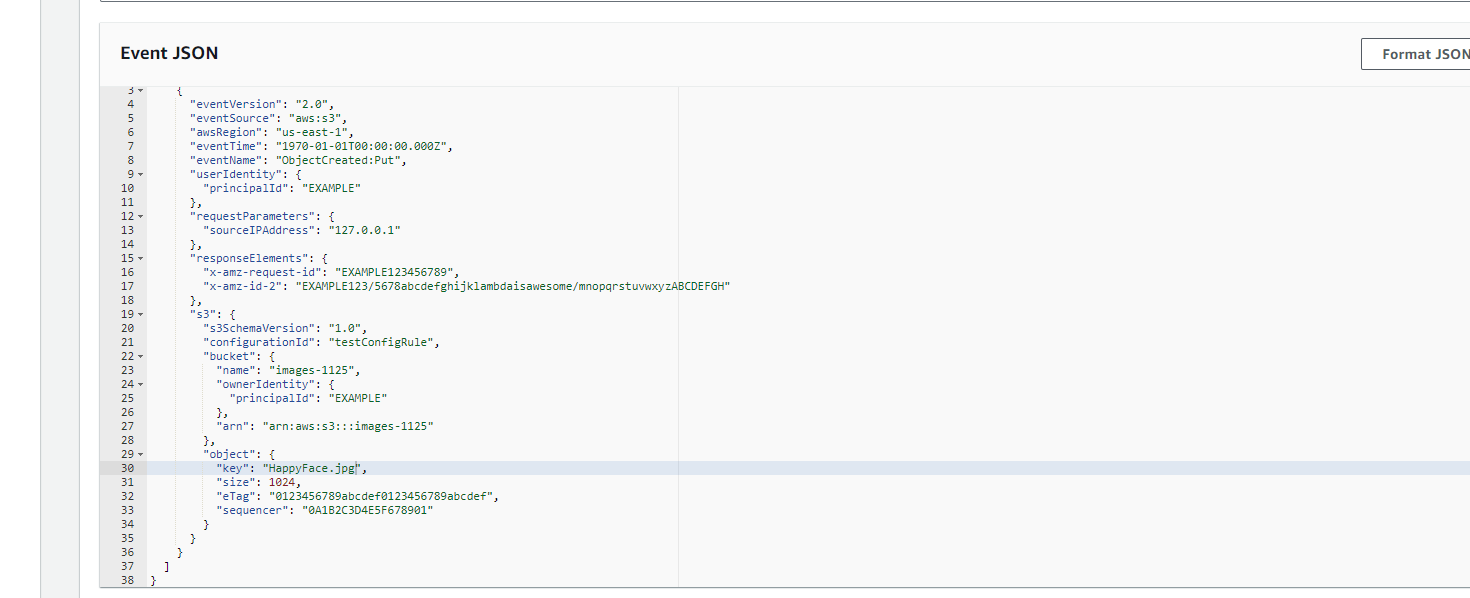 Event JSON
Format JSON
3 {
4 "eventVersion": "2.0",
5 "eventSource": "aws:s3",
6 "awsRegion": "us-east-1",
7 "eventTime": "1970-01-01T00:00:00.000Z",
8 "eventName": "ObjectCreated:Put",
9 "userIdentity": {
10 "principalId": "EXAMPLE"
11 },
12 "requestParameters": {
13 "sourceIPAddress": "127.0.0.1"
14 },
15 "responseElements": {
16 "x-amz-request-id": "EXAMPLE123456789",
17 "x-amz-id-2": "EXAMPLE123/5678abcdefghijklambdaisawesome/mnopqrstuvwxyzABCDEFGH"
18 },
19 "s3": {
20 "s3SchemaVersion": "1.0",
21 "configurationId": "testConfigRule",
22 "bucket": {
23 "name": "images-1125",
24 "ownerIdentity": {
25 "principalId": "EXAMPLE"
26 },
27 "arn": "arn:aws:s3:::images-1125"
28 },
29 "object": {
30 "key": "HappyFace.jpg",
31 "size": 1024,
32 "eTag": "0123456789abcdef0123456789abcdef",
33 "sequencer": "0A1B2C3D4E5F678901"
34 }
35 }
36 }
37 ]
38 }